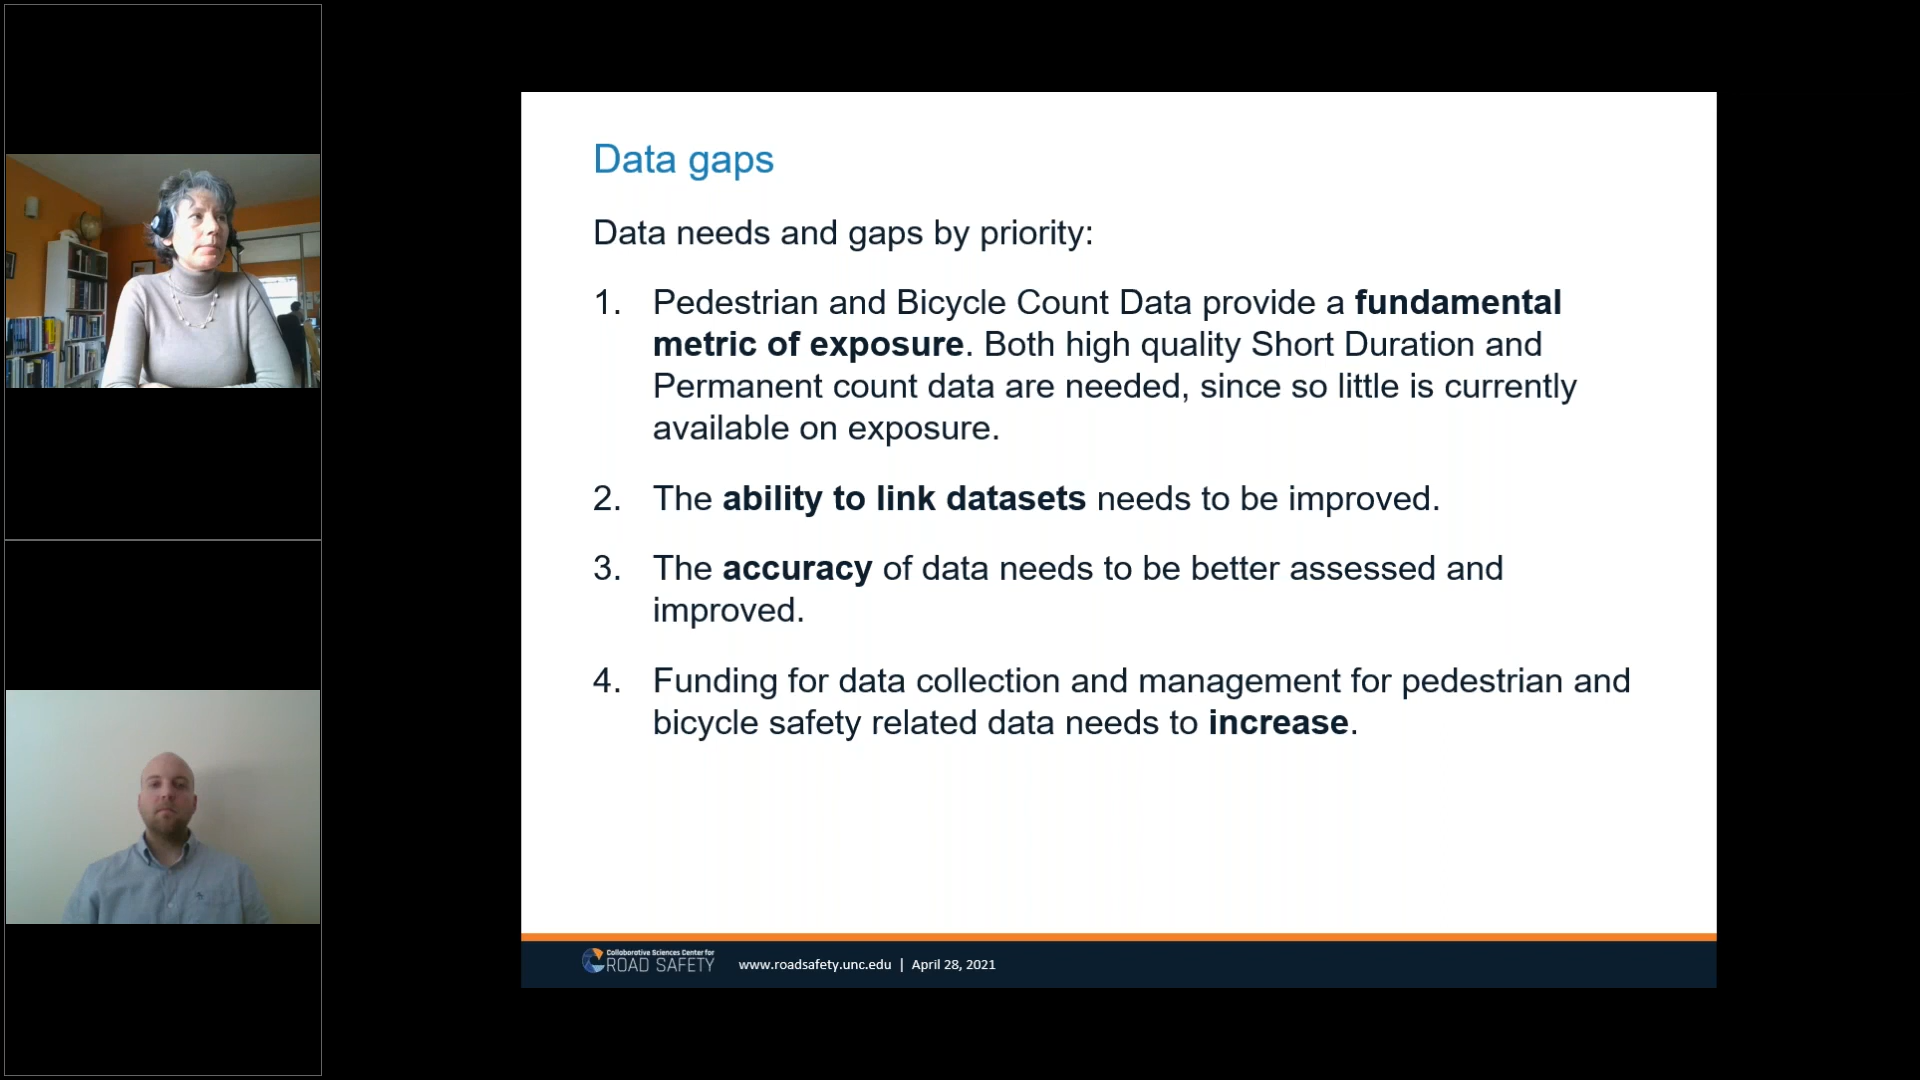 Data gaps
Data needs and gaps by priority:
1. Pedestrian and Bicycle Count Data provide a fundamental
metric of exposure. Both high quality Short Duration and
Permanent count data are needed, since so little is currently
available on exposure.
2. The ability to link datasets needs to be improved.
3. The accuracy of data needs to be better assessed and
improved.
4. Funding for data collection and management for pedestrian and
bicycle safety related data needs to increase.
Collaborative Sciences Center for
ROAD SAFETY
www.roadsafety.unc.edu | April 28, 2021